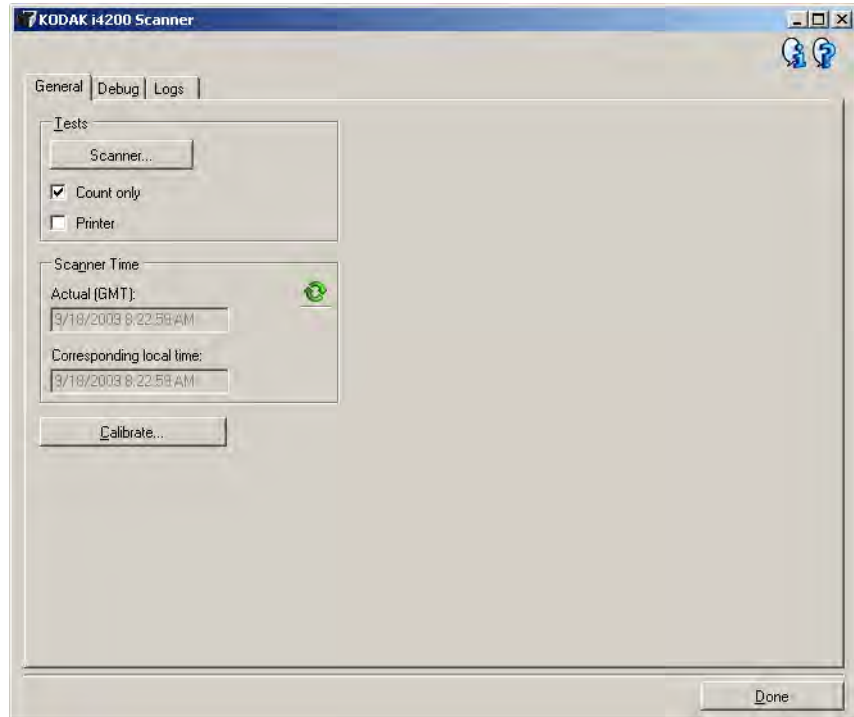 KODAK i4200 Scanner
General Debug Logs
Tests
Scanner...
Count only
Printer
Scanner Time
Actual (GMT):
9/18/2009 8:22:59 AM
Corresponding local time:
9/18/2009 8:22:59 AM
Calibrate...
Done